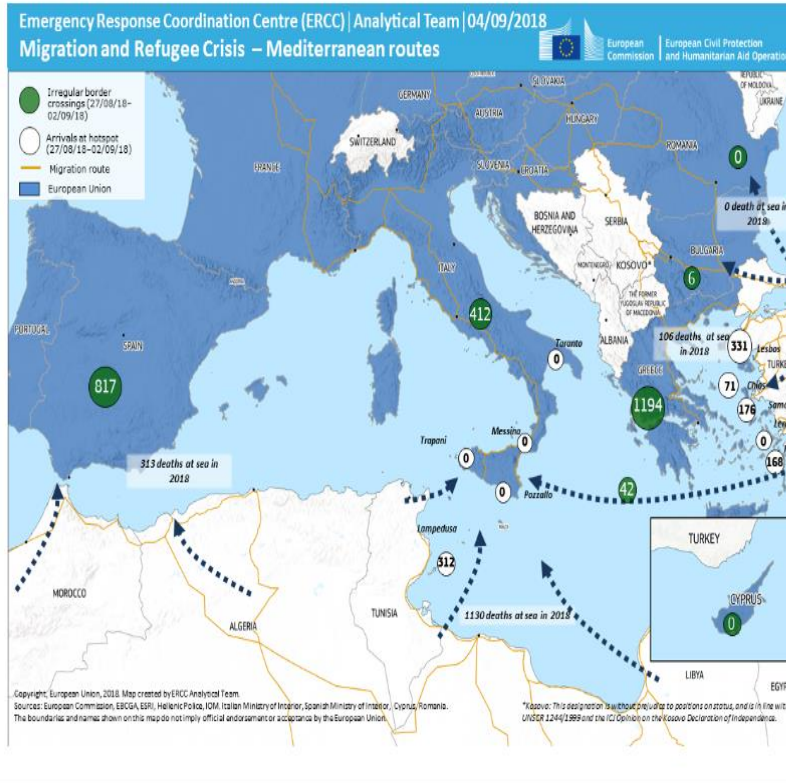 Emergency Response Coordination Centre (ERCC) | Analytical Team | 04/09/2018
Migration and Refugee Crisis – Mediterranean routes
European
Commission
European Civil Protection
and Humanitarian Aid Operatio
Irregular border
crossings (27/08/18–
02/09/18)
Arrivals at hotspot
(27/08/18–02/09/18)
Migration route
European Union
REPUBLIC
OF MOLDOVA
UKRAINE
GERMANY
SLOVAKIA
AUSTRIA
HUNGARY
SWITZERLAND
ROMANIA
0
FRANCE
SLOVENIA
CROATIA
0 death at sea in
2018
BOSNIA AND
HERZEGOVINA
SERBIA
BULGARIA
6
ITALY
MONTENEGRO
KOSOVO*
THE FORMER
YUGOSLAV REPUBLIC
OF MACEDONIA
412
PORTUGAL
SPAIN
817
ALBANIA
106 deaths at sea
in 2018
331
Lesbos
TURK
Taranto
0
GREECE
1194
71
Chios
176
Samo
Messina
0
0
168
Trapani
0
313 deaths at sea in
2018
0
Pozzallo
42
Lampedusa
312
TURKEY
CYPRUS
0
MOROCCO
ALGERIA
TUNISIA
1130 deaths at sea in 2018
LIBYA
EGYP
Copyright, European Union, 2018. Map created by ERCC Analytical Team.
Sources: European Commission, EBCGA, ESRI, Hellenic Police, IOM, Italian Ministry of Interior, Spanish Ministry of Interior, Cyprus, Romania.
The boundaries and names shown on this map do not imply official endorsement or acceptance by the European Union.
*Kosovo: This designation is without prejudice to positions on status, and is in line wit
UNSCR 1244/1999 and the ICJ Opinion on the Kosovo Declaration of Independence.